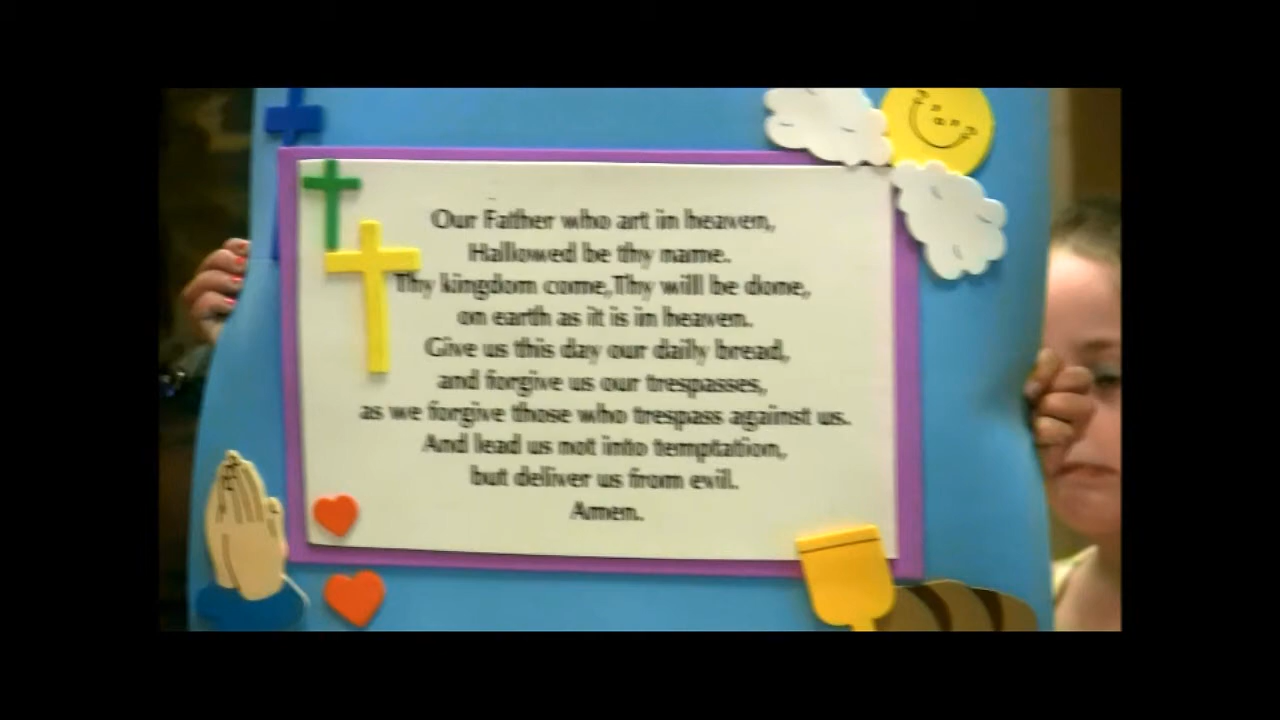 Our Father who art in heaven,
Hallowed be thy name.
Thy kingdom come,Thy will be done,
on earth as it is in heaven.
Give us this day our daily bread,
and forgive us our trespasses,
as we forgive those who trespass against us.
And lead us not into temptation,
but deliver us from evil.
Amen.